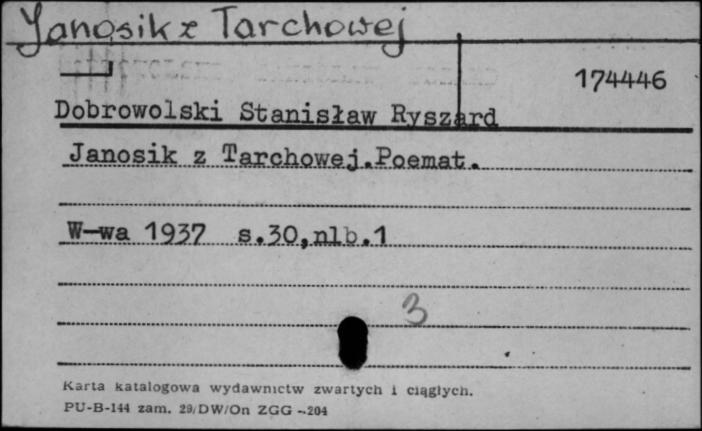 Janosik z Tarchowej
174446
Dobrowolski Stanisław Ryszard
Janosik z Tarchowej.Poemat.
W-wa 1937 s.30,nlb.1
3
Karta katalogowa wydawnictw zwartych i ciągłych.
PU-B-144 zam. 29/DW/On ZGG -204